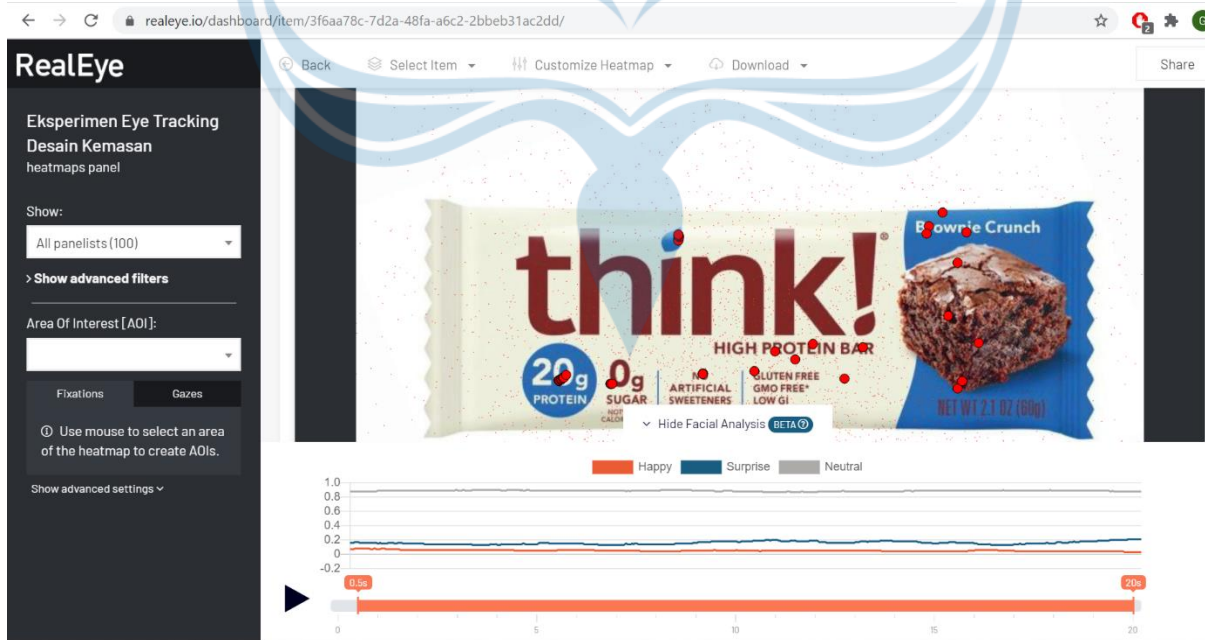 realeye.io/dashboard/item/3f6aa78c-7d2a-48fa-a6c2-2bbeb31ac2dd/
2
G
RealEye
Back
Select Item
Customize Heatmap
Download
Share
Eksperimen Eye Tracking
Desain Kemasan
heatmaps panel
Show:
All panelists (100)
Show advanced filters
Area Of Interest [AOI]:
Fixations
Gazes
Use mouse to select an area
of the heatmap to create AOIs.
Show advanced settings
Brownie Crunch
think!®
HIGH PROTEIN BAR
20g
PROTEIN
0g
SUGAR
NOT
ARTIFICIAL
SWEETENERS
GLUTEN FREE
GMO FREE*
LOW GI
NET WT 2.1 OZ (60g)
Hide Facial Analysis BETA
Happy
Surprise
Neutral
1.0
0.8
0.6
0.4
0.2
0
-0.2
0.5s
20s
0
5
10
15
20